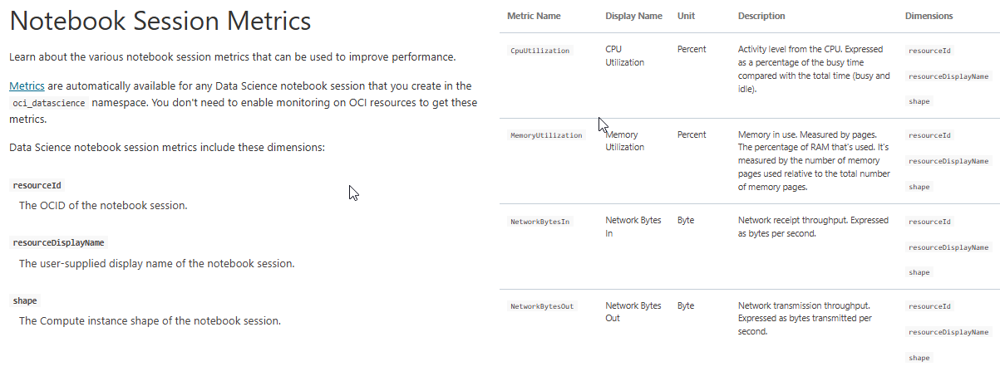 Notebook Session Metrics
Learn about the various notebook session metrics that can be used to improve performance.
Metrics are automatically available for any Data Science notebook session that you create in the
oci_datascience namespace. You don't need to enable monitoring on OCI resources to get these
metrics.
Data Science notebook session metrics include these dimensions:
resourceId
The OCID of the notebook session.
resourceDisplayName
The user-supplied display name of the notebook session.
shape
The Compute instance shape of the notebook session.
Metric Name Display Name Unit Description Dimensions
CpuUtilization CPU Percent Activity level from the CPU. Expressed resourceId
Utilization as a percentage of the busy time
compared with the total time (busy and resourceDisplayName
idle).
shape
MemoryUtilization Memory Percent Memory in use. Measured by pages. resourceId
Utilization The percentage of RAM that's used. It's
measured by the number of memory resourceDisplayName
pages used relative to the total number
of memory pages. shape
NetworkBytesIn Network Bytes Byte Network receipt throughput. Expressed resourceId
In as bytes per second.
resourceDisplayName
shape
NetworkBytesOut Network Bytes Byte Network transmission throughput. resourceId
Out Expressed as bytes transmitted per
second. resourceDisplayName
shape